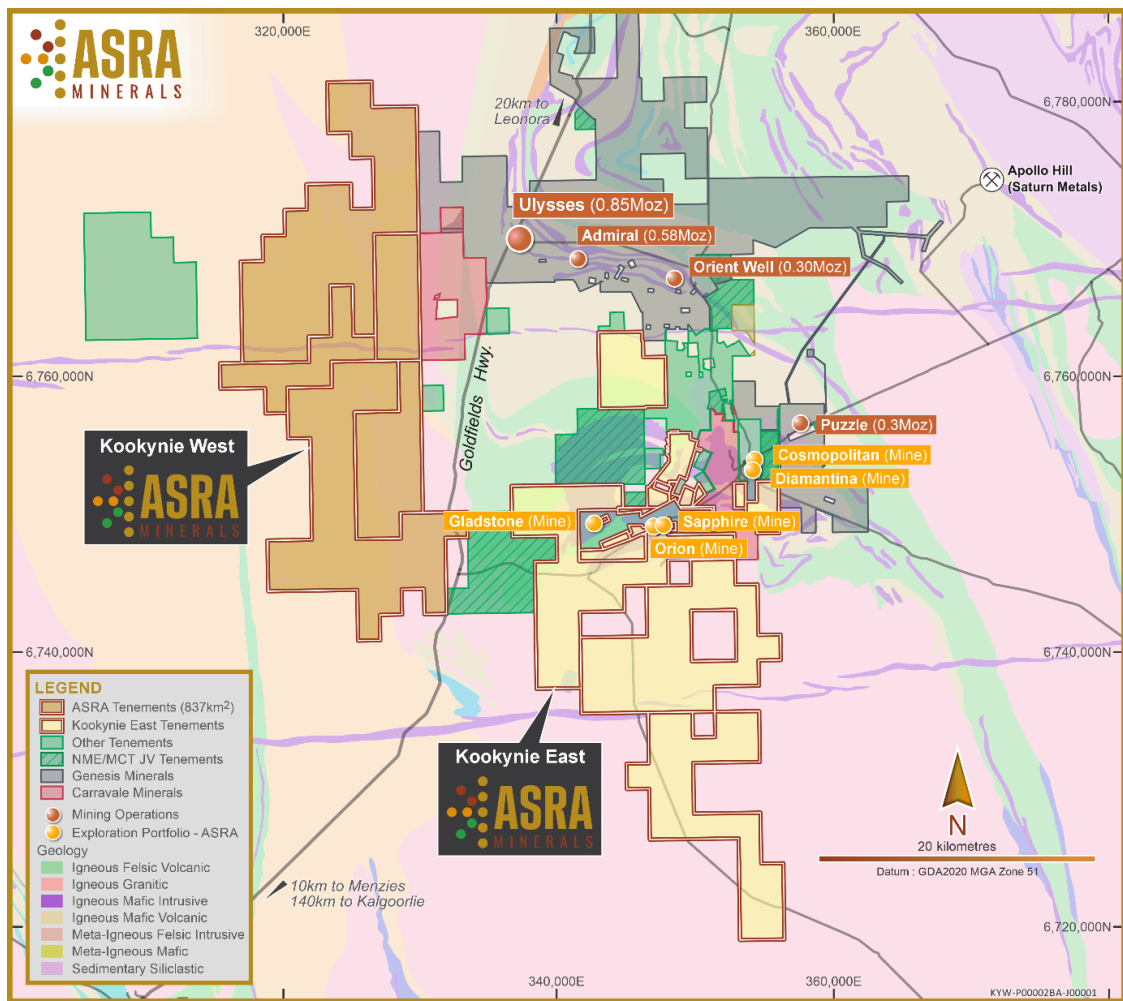 ASRA
MINERALS
320,000E
360,000E
6,780,000N
20km to
Leonora
Apollo Hill
(Saturn Metals)
Ulysses (0.85Moz)
Admiral (0.58Moz)
Orient Well (0.30Moz)
6,760,000N
6,760,000N
Goldfields Hwy.
Puzzle (0.3Moz)
Kookynie West
ASRA
MINERALS
Cosmopolitan (Mine)
Diamantina (Mine)
Gladstone (Mine)
Sapphire (Mine)
Orion (Mine)
6,740,000N
6,740,000N
LEGEND
ASRA Tenements (837km²)
Kookynie East Tenements
Other Tenements
NME/MCT JV Tenements
Genesis Minerals
Carravale Minerals
Mining Operations
Exploration Portfolio - ASRA
Geology
Igneous Felsic Volcanic
Igneous Granitic
Igneous Mafic Intrusive
Igneous Mafic Volcanic
Meta-Igneous Felsic Intrusive
Meta-Igneous Mafic
Sedimentary Siliclastic
Kookynie East
ASRA
MINERALS
N
20 kilometres
Datum : GDA2020 MGA Zone 51
10km to Menzies
140km to Kalgoorlie
6,720,000N
340,000E
360,000E
KYW-P00002BA-J00001